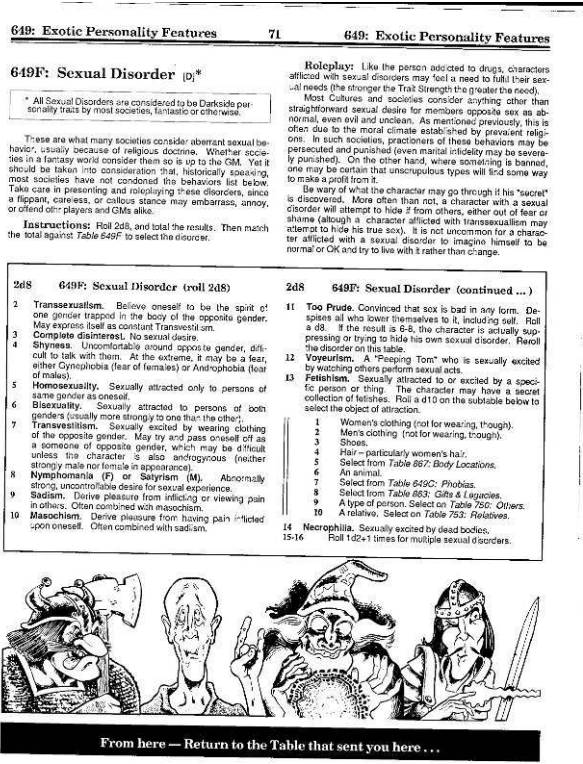 649: Exotic Personality Features
71
649: Exotic Personality Features
649F: Sexual Disorder [D]*
* All Sexual Disorders are considered to be Darkside per-
sonality traits by most societies, fantastic or otherwise.
These are what many societies consider aberrant sexual be-
havior, usually because of religious doctrine. Whether socie-
ties in a fantasy world consider them so is up to the GM. Yet it
should be taken into consideration that, historically speaking,
most societies have not condoned the behaviors list below.
Take care in presenting and roleplaying these disorders, since
a flippant, careless, or callous stance may embarrass, annoy,
or offend other players and GMs alike.
Instructions: Roll 2d8, and total the results. Then match
the total against Table 649F to select the disorder.
Roleplay: Like the person addicted to drugs, characters
afflicted with sexual disorders may feel a need to fulfil their sex-
ual needs (the stronger the Trait Strength the greater the need).
Most Cultures and societies consider anything other than
straightforward sexual desire for members opposite sex as ab-
normal, even evil and unclean. As mentioned previously, this is
often due to the moral climate established by prevalent religi-
ons. In such societies, practioners of these behaviors may be
persecuted and punished (even marital infidelity may be severe-
ly punished). On the other hand, where something is banned,
one may be certain that unscrupulous types will find some way
to make a profit from it.
Be wary of what the character may go through if his "secret"
is discovered. More often than not, a character with a sexual
disorder will attempt to hide if from others, either out of fear or
shame (altough a character afflicted with transsexuallism may
attempt to hide his true sex). It is not uncommon for a charac-
ter afflicted with a sexual disorder to imagine himself to be
normal or OK and try to live with it rather than change.
2d8 649F: Sexual Disorder (roll 2d8)
2 Transsexualism. Believe oneself to be the spirit of
one gender trapped in the body of the opposite gender.
May express itself as constant Transvestitism.
3 Complete disinterest. No sexual desire.
4 Shyness. Uncomfortable around opposite gender, diffi-
cult to talk with them. At the extreme, it may be a fear,
either Gynephobia (fear of females) or Androphobia (fear
of males).
5 Homosexuality. Sexually attracted only to persons of
same gender as oneself.
6 Bisexuality. Sexually attracted to persons of both
genders (usually more strongly to one than the other).
7 Transvestitism. Sexually excited by wearing clothing
of the opposite gender. May try and pass oneself off as
a someone of opposite gender, which may be difficult
unless the character is also androgynous (neither
strongly male nor female in appearance).
8 Nymphomania (F) or Satyrism (M). Abnormally
strong, uncontrollable desire for sexual experience.
9 Sadism. Derive pleasure from inflicting or viewing pain
in others. Often combined with masochism.
10 Masochism. Derive pleasure from having pain inflicted
upon oneself. Often combined with sadism.
2d8 649F: Sexual Disorder (continued ...)
11 Too Prude. Convinced that sex is bad in any form. De-
spises all who lower themselves to it, including self. Roll
a d8. If the result is 6-8, the character is actually sup-
pressing or trying to hide his own sexual disorder. Reroll
the disorder on this table.
12 Voyeurism. A "Peeping Tom" who is sexually excited
by watching others perform sexual acts.
13 Fetishism. Sexually attracted to or excited by a speci-
fic person or thing. The character may have a secret
collection of fetishes. Roll a d10 on the subtable below to
select the object of attraction.
1 Women's clothing (not for wearing, though).
2 Men's clothing (not for wearing, though).
3 Shoes.
4 Hair – particularly women's hair.
5 Select from Table 867: Body Locations.
6 An animal.
7 Select from Table 649C: Phobias.
8 Select from Table 863: Gifts & Legacies.
9 A type of person. Select on Table 750: Others.
10 A relative. Select on Table 753: Relatives.
14 Necrophilia. Sexually excited by dead bodies.
15-16 Roll 1d2+1 times for multiple sexual disorders.
From here — Return to the Table that sent you here . . .